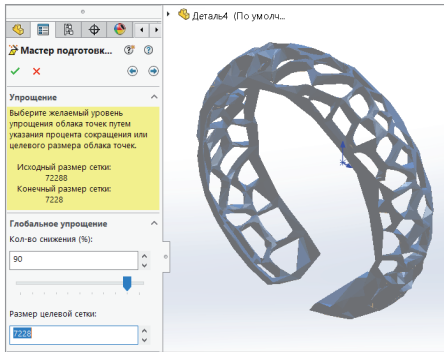 Деталь4 (По умолч...
Мастер подготовк...
Упрощение
Выберите желаемый уровень
упрощения облака точек путем
указания процента сокращения или
целевого размера облака точек.
Исходный размер сетки:
72288
Конечный размер сетки:
7228
Глобальное упрощение
Кол-во снижения (%):
90
Размер целевой сетки:
7228